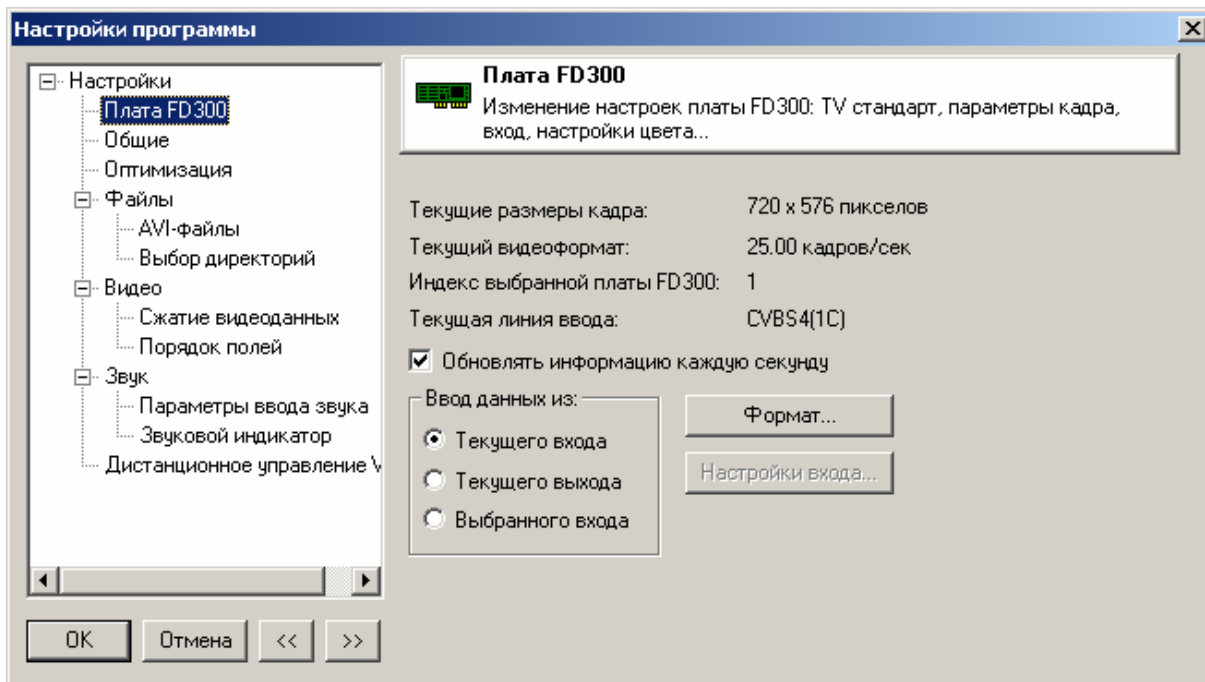 Настройки программы
Настройки
Плата FD300
Общие
Оптимизация
Файлы
AVI-файлы
Выбор директорий
Видео
Сжатие видеоданных
Порядок полей
Звук
Параметры ввода звука
Звуковой индикатор
Дистанционное управление V
OK
Отмена
<<
>>
Плата FD300
Изменение настроек платы FD300: TV стандарт, параметры кадра,
вход, настройки цвета...
Текущие размеры кадра: 720 x 576 пикселов
Текущий видеоформат: 25.00 кадров/сек
Индекс выбранной платы FD300: 1
Текущая линия ввода: CVBS4(1C)
Обновлять информацию каждую секунду
Ввод данных из:
Текущего входа
Текущего выхода
Выбранного входа
Формат...
Настройки входа...